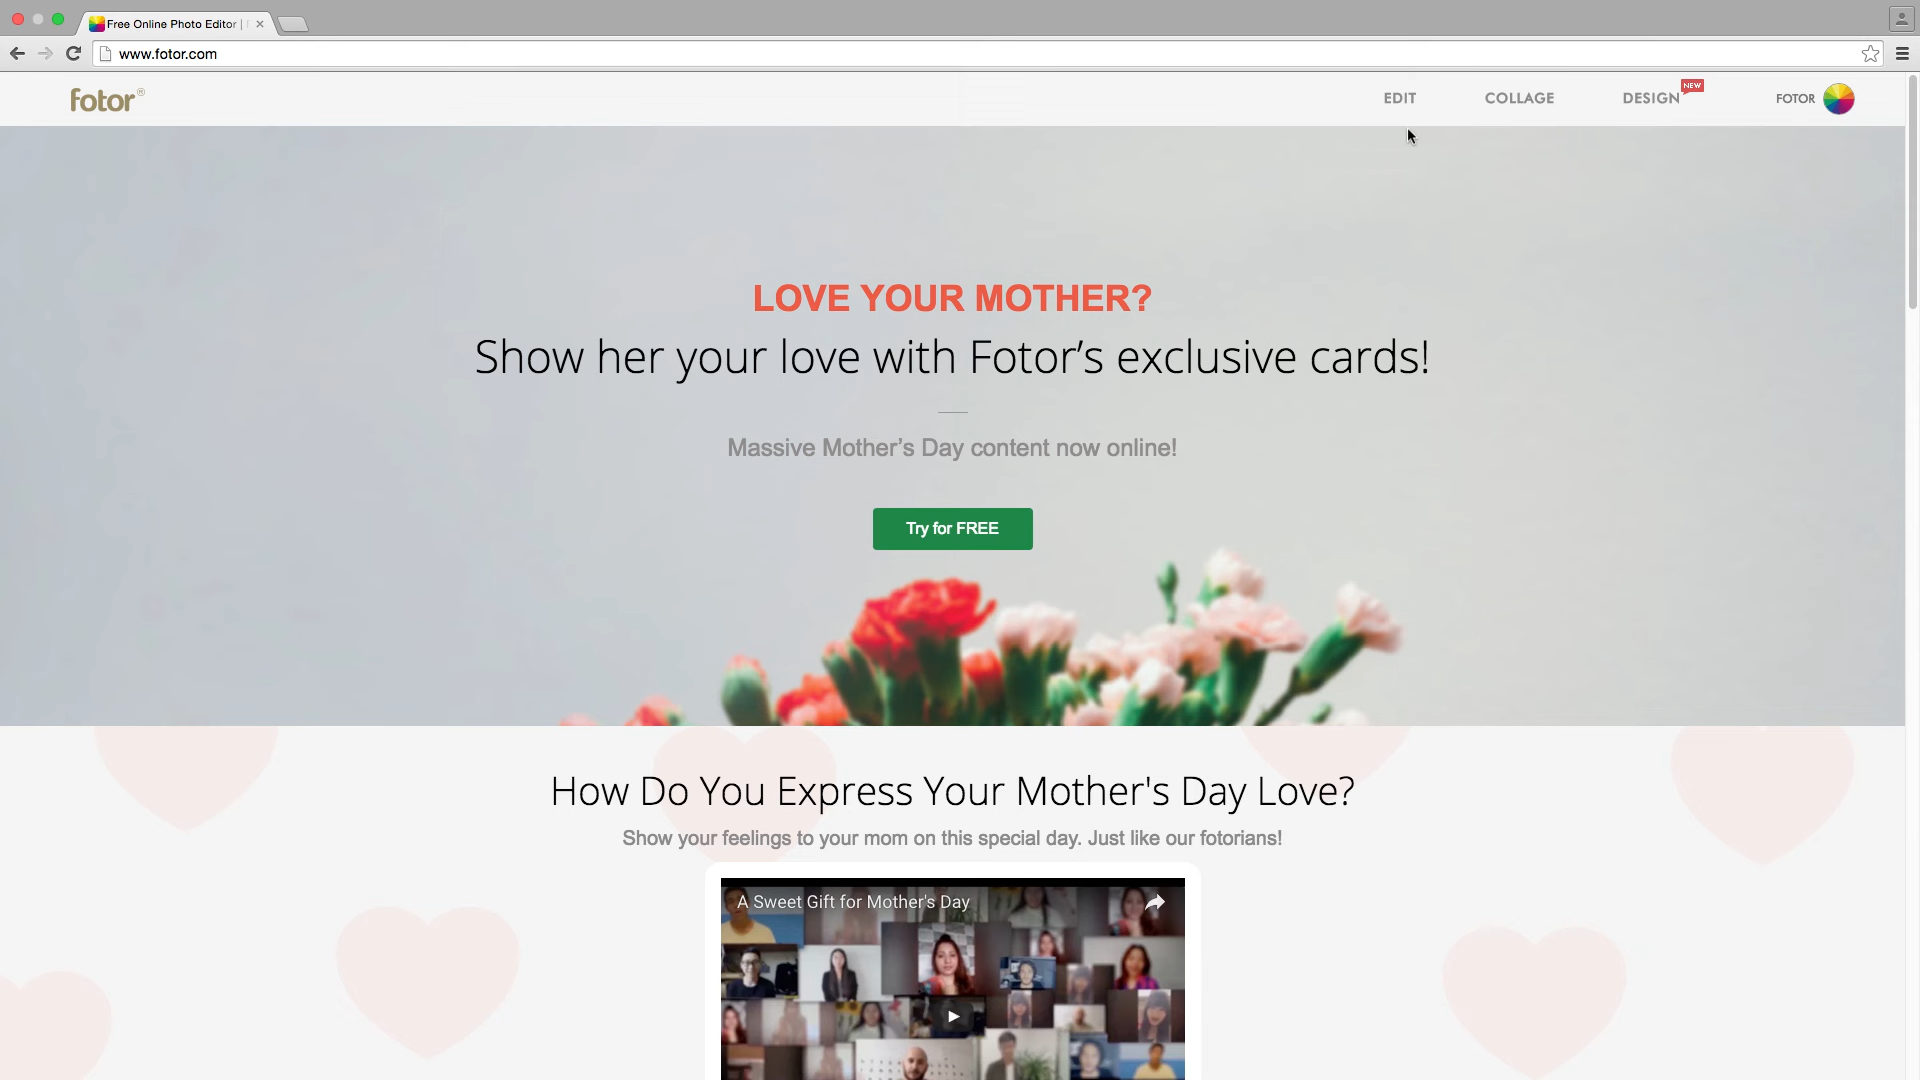 Free Online Photo Editor |
www.fotor.com
fotor®
EDIT
COLLAGE
DESIGN
NEW
FOTOR
LOVE YOUR MOTHER?
Show her your love with Fotor’s exclusive cards!
Massive Mother’s Day content now online!
Try for FREE
How Do You Express Your Mother's Day Love?
Show your feelings to your mom on this special day. Just like our fotorians!
A Sweet Gift for Mother's Day